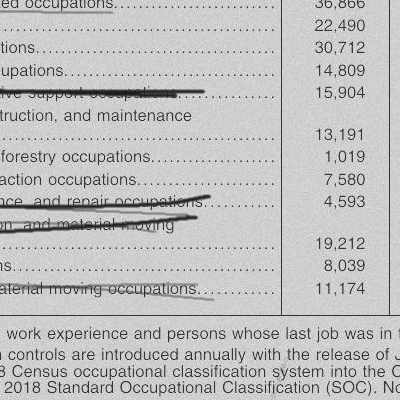 ted occupations........................ 36,866
........................ 22,490
tions........................ 30,712
upations........................ 14,809
tive support occupations........................ 15,904
truction, and maintenance
........................ 13,191
forestry occupations........................ 1,019
action occupations........................ 7,580
nce, and repair occupations........................ 4,593
on, and material moving
........................ 19,212
ns........................ 8,039
aterial moving occupations........................ 11,174
work experience and persons whose last job was in t
n controls are introduced annually with the release of J
8 Census occupational classification system into the C
2018 Standard Occupational Classification (SOC). No